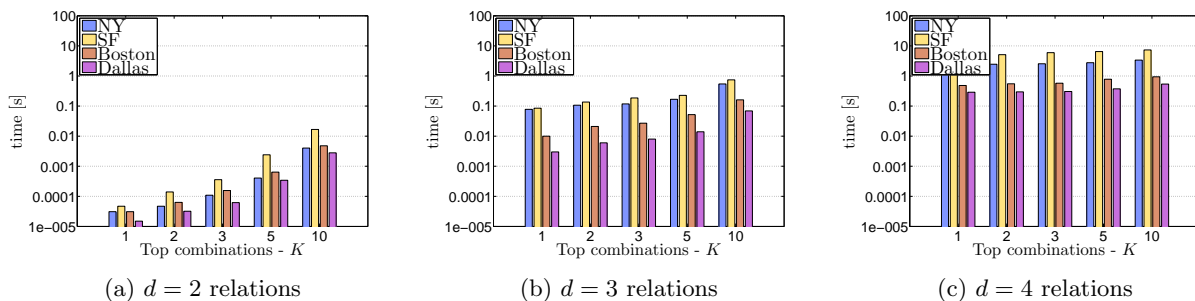 100
10
1
0.1
0.01
0.001
0.0001
1e−005
time [s]
NY
SF
Boston
Dallas
1 2 3 5 10
Top combinations - K
(a) d = 2 relations
100
10
1
0.1
0.01
0.001
0.0001
1e−005
time [s]
NY
SF
Boston
Dallas
1 2 3 5 10
Top combinations - K
(b) d = 3 relations
100
10
1
0.1
0.01
0.001
0.0001
1e−005
time [s]
NY
SF
Boston
Dallas
1 2 3 5 10
Top combinations - K
(c) d = 4 relations